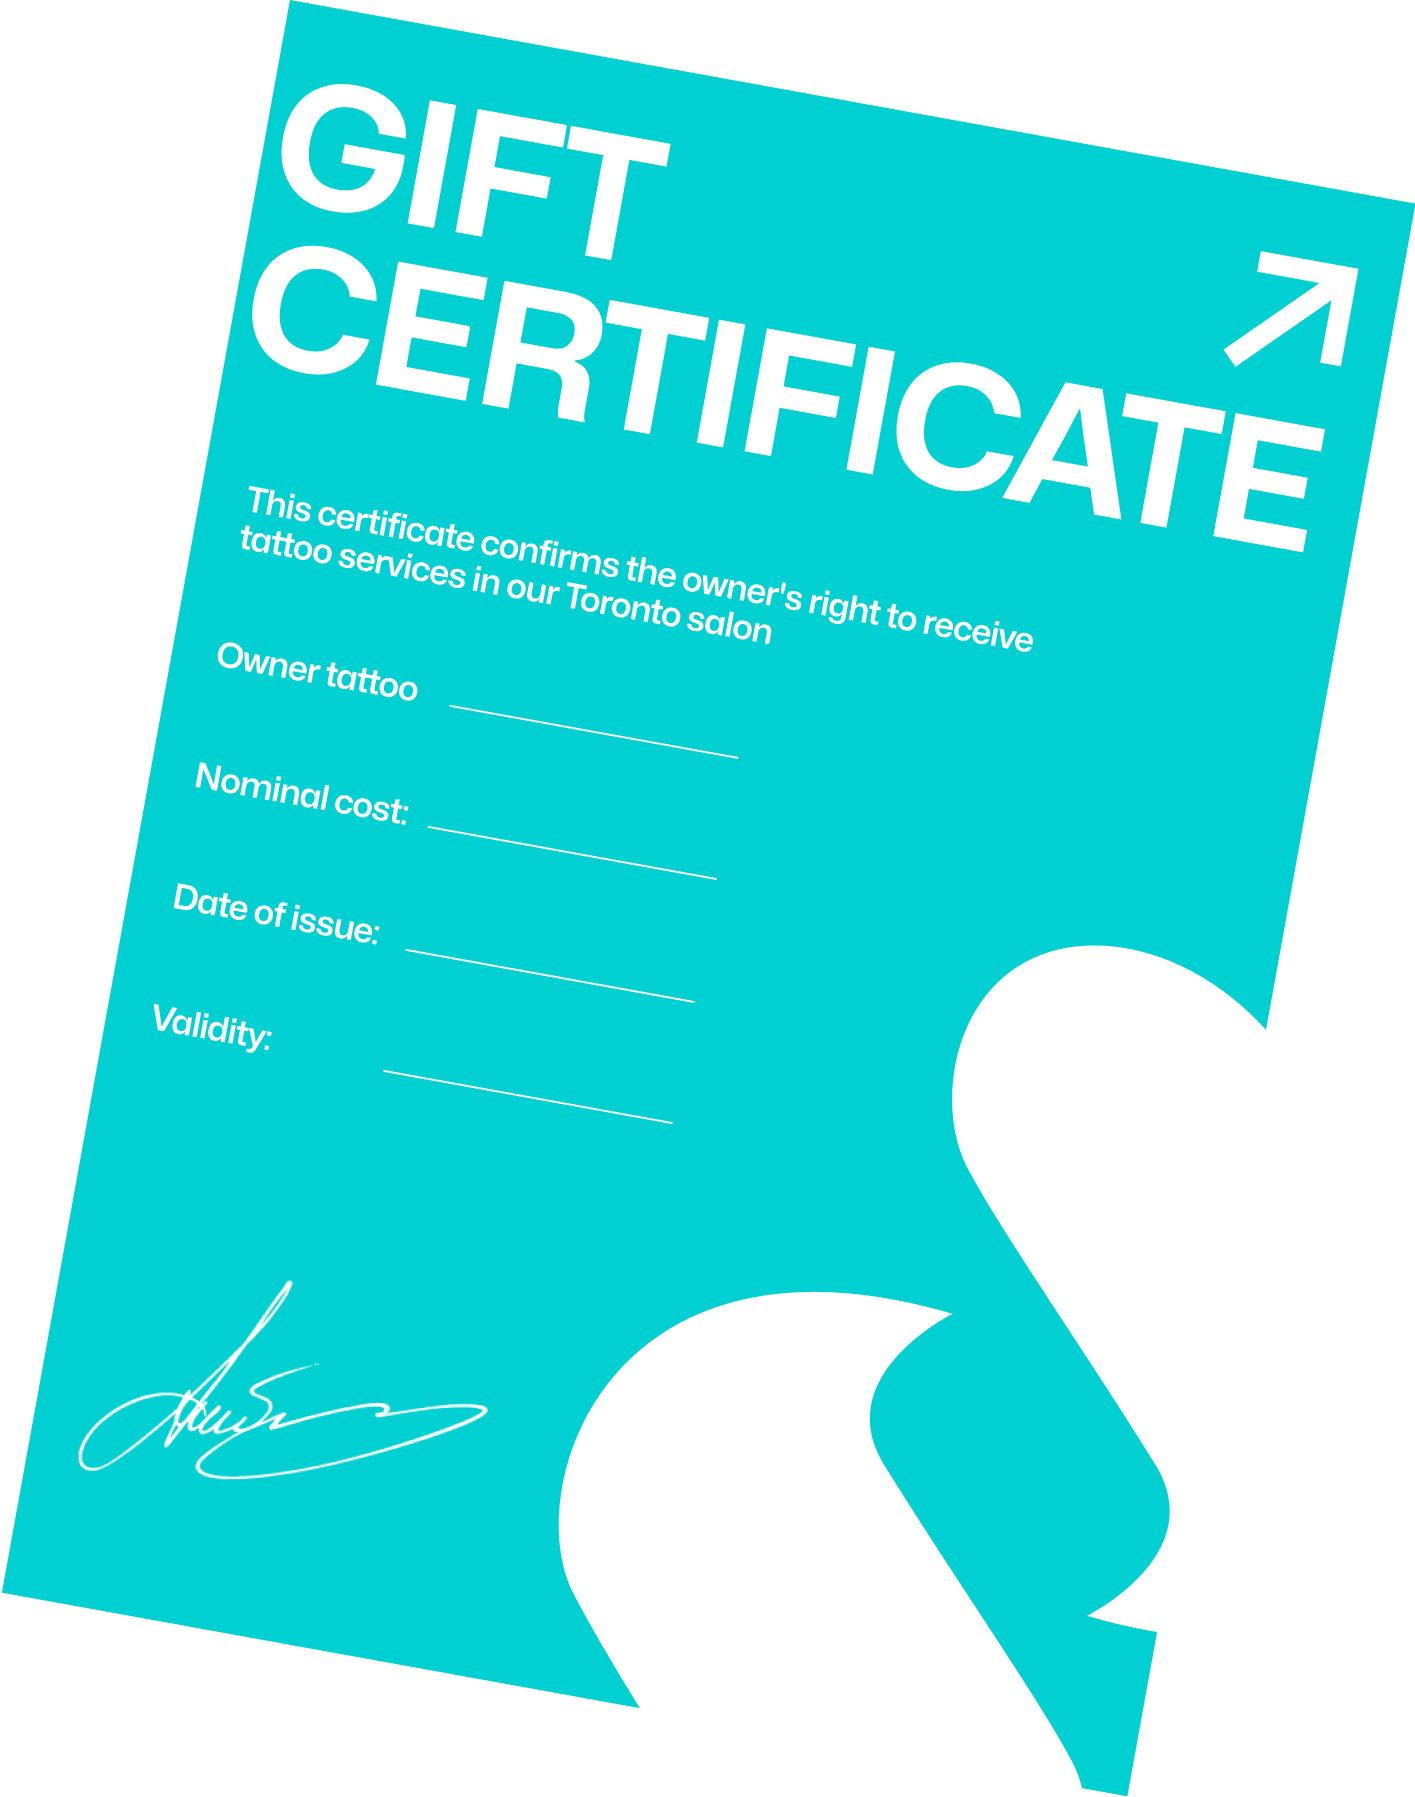 GIFT
CERTIFICATE
This certificate confirms the owner's right to receive
tattoo services in our Toronto salon
Owner tattoo
Nominal cost:
Date of issue:
Validity: